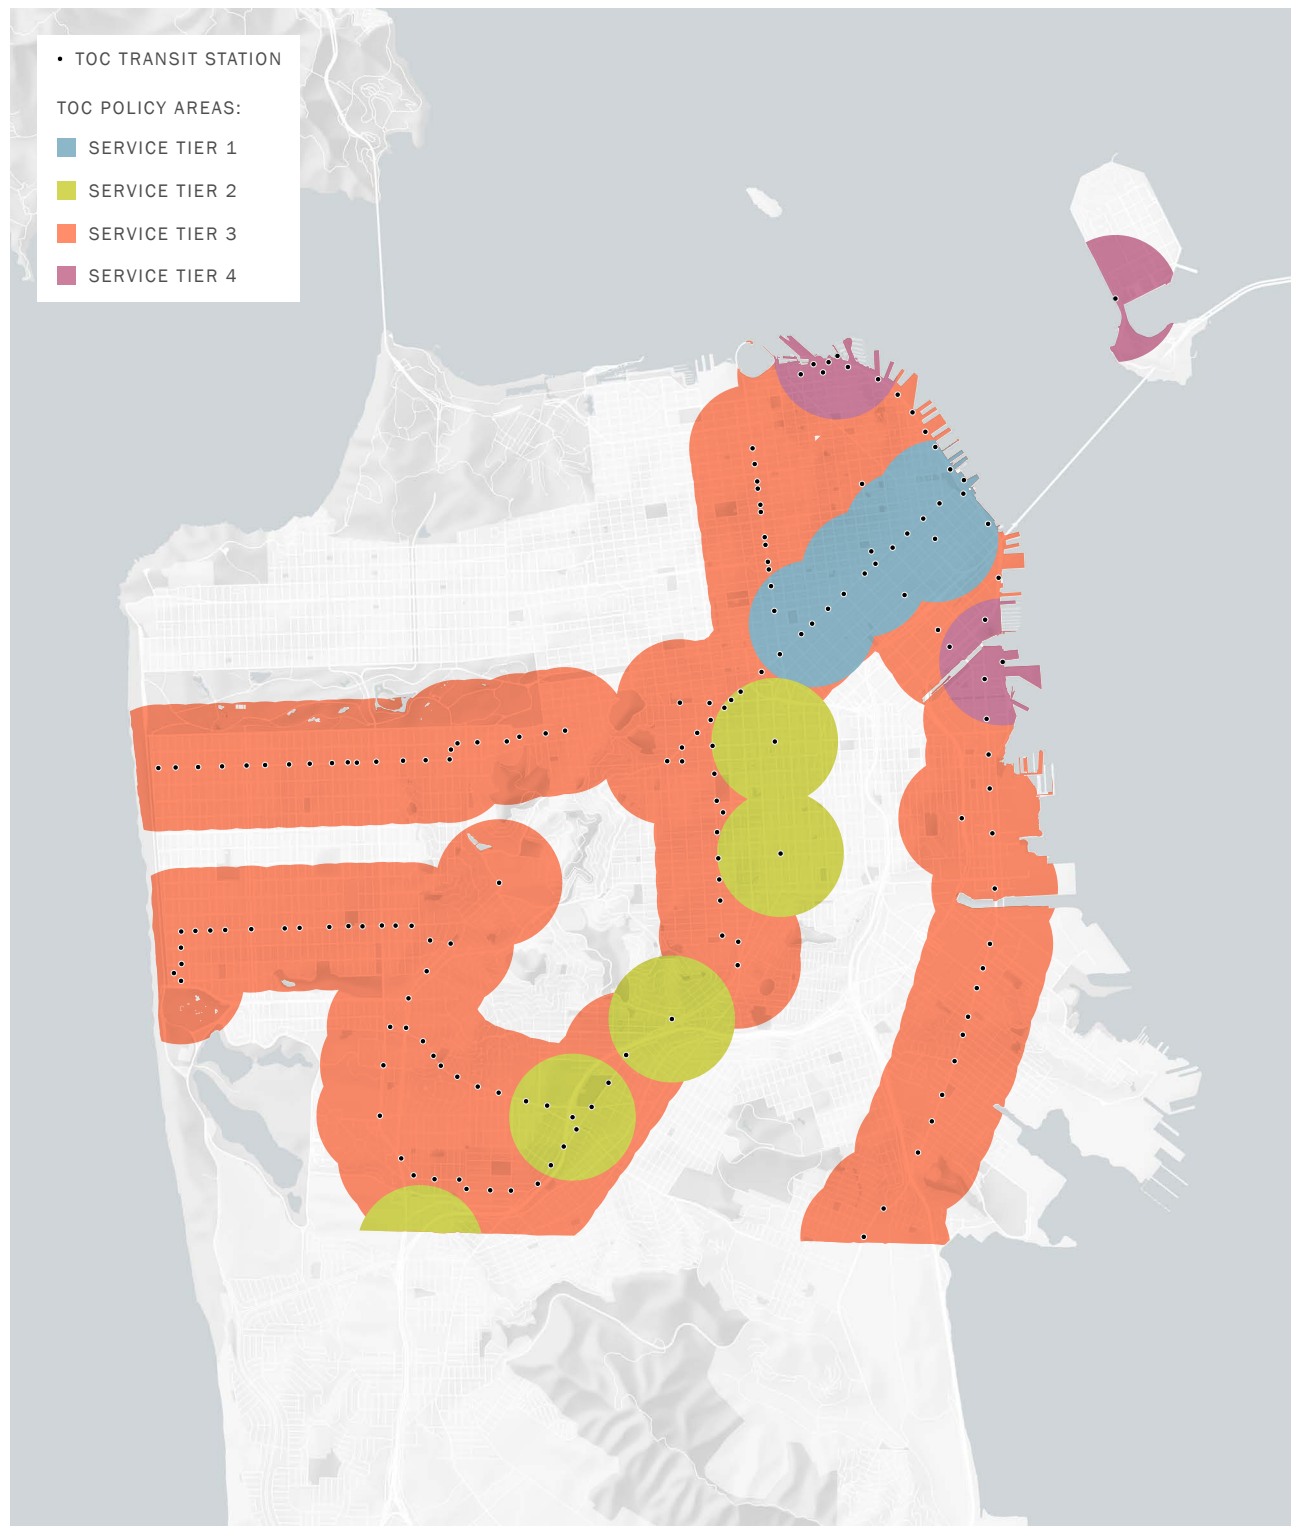 TOC TRANSIT STATION
TOC POLICY AREAS:
SERVICE TIER 1
SERVICE TIER 2
SERVICE TIER 3
SERVICE TIER 4